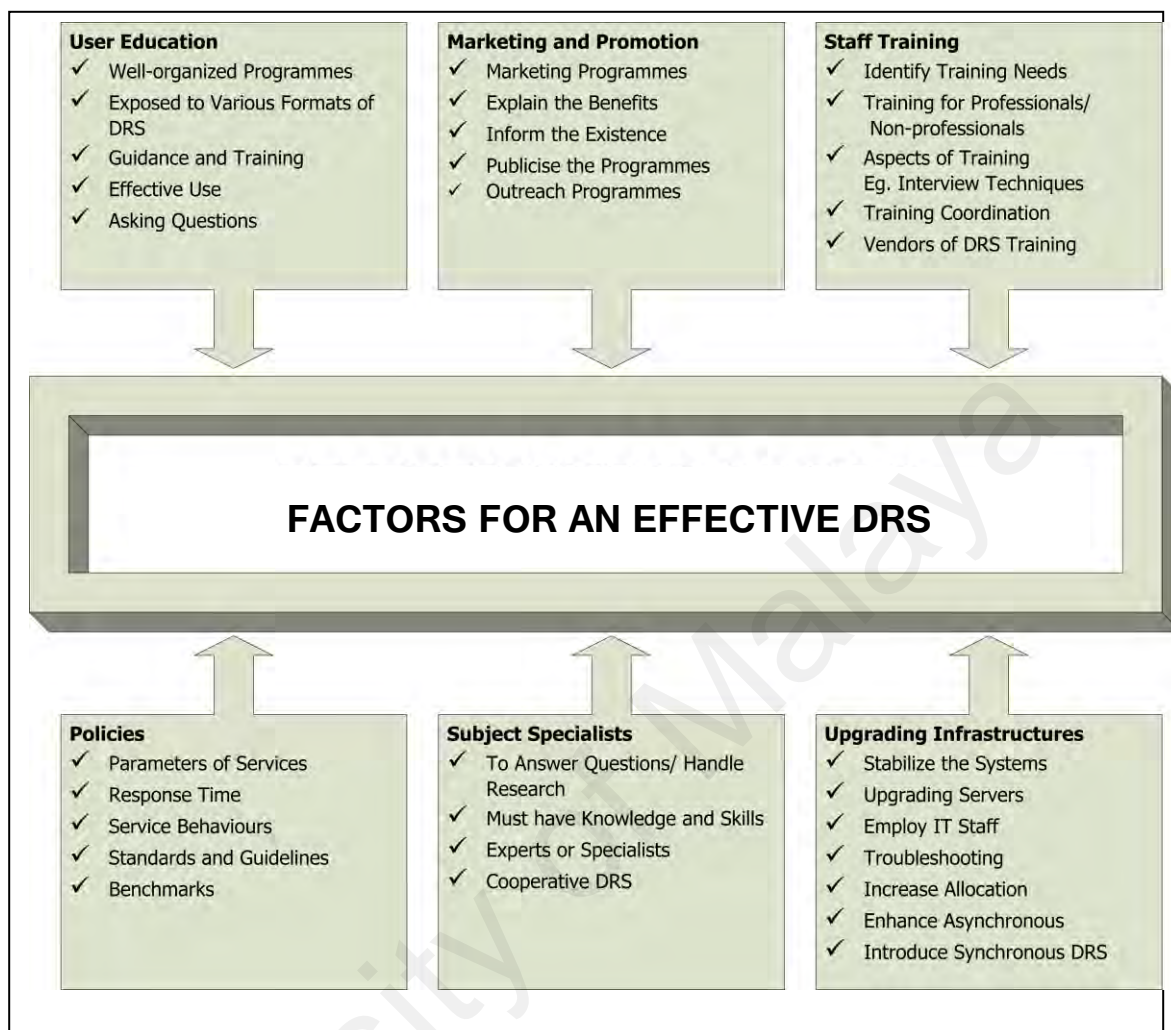 User Education
✓ Well-organized Programmes
✓ Exposed to Various Formats of
DRS
✓ Guidance and Training
✓ Effective Use
✓ Asking Questions
Marketing and Promotion
✓ Marketing Programmes
✓ Explain the Benefits
✓ Inform the Existence
✓ Publicise the Programmes
✓ Outreach Programmes
Staff Training
✓ Identify Training Needs
✓ Training for Professionals/
Non-professionals
✓ Aspects of Training
Eg. Interview Techniques
✓ Training Coordination
✓ Vendors of DRS Training
FACTORS FOR AN EFFECTIVE DRS
Policies
✓ Parameters of Services
✓ Response Time
✓ Service Behaviours
✓ Standards and Guidelines
✓ Benchmarks
Subject Specialists
✓ To Answer Questions/ Handle
Research
✓ Must have Knowledge and Skills
✓ Experts or Specialists
✓ Cooperative DRS
Upgrading Infrastructures
✓ Stabilize the Systems
✓ Upgrading Servers
✓ Employ IT Staff
✓ Troubleshooting
✓ Increase Allocation
✓ Enhance Asynchronous
✓ Introduce Synchronous DRS
sity of Malaya